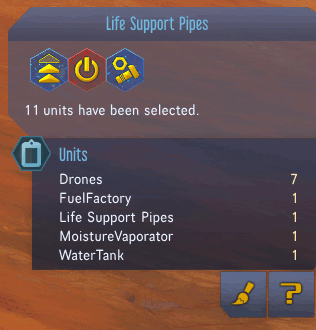 Life Support Pipes
11 units have been selected.
Units
Drones 7
FuelFactory 1
Life Support Pipes 1
MoistureVaporator 1
WaterTank 1
?